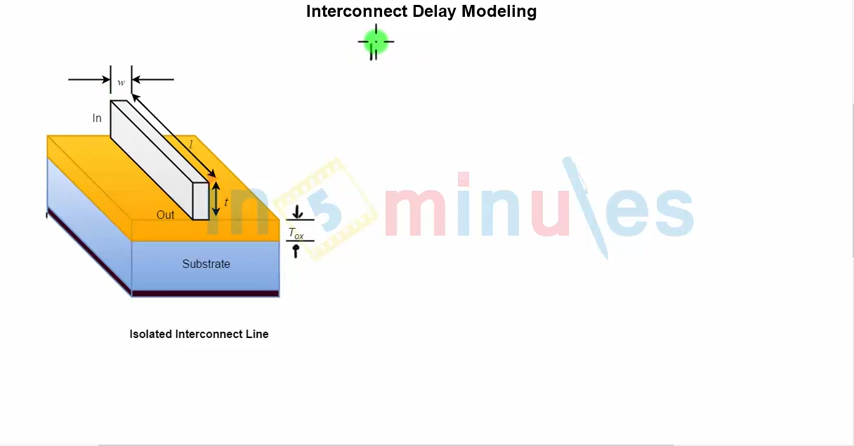 Interconnect Delay Modeling
w
In
l
t
Out
in 5 minutes
Tox
Substrate
Isolated Interconnect Line